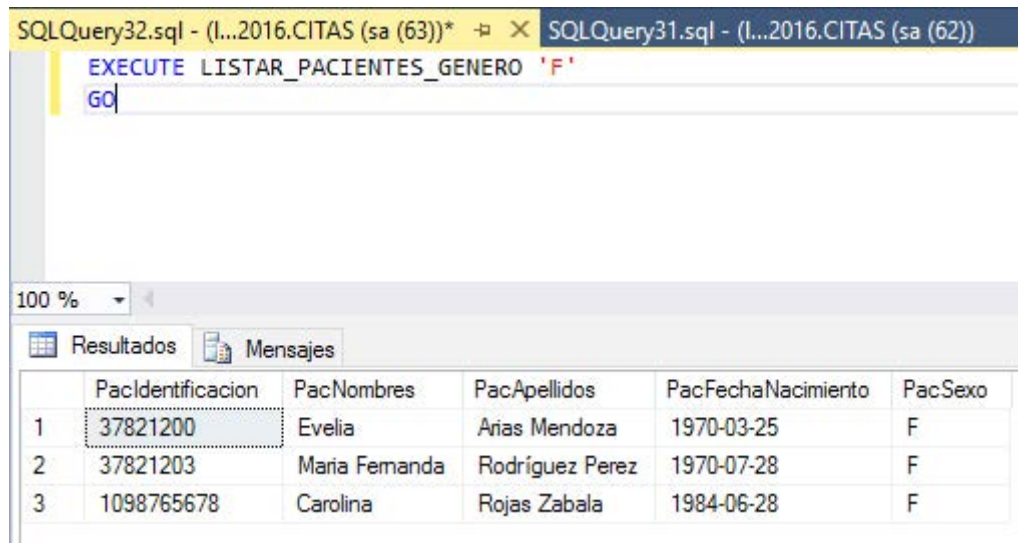 SQLQuery32.sql - (l...2016.CITAS (sa (63))* SQLQuery31.sql - (l...2016.CITAS (sa (62))
EXECUTE LISTAR_PACIENTES_GENERO 'F'
GO
100 %
Resultados Mensajes
PacIdentificacion PacNombres PacApellidos PacFechaNacimiento PacSexo
1 37821200 Evelia Arias Mendoza 1970-03-25 F
2 37821203 Maria Fernanda Rodríguez Perez 1970-07-28 F
3 1098765678 Carolina Rojas Zabala 1984-06-28 F